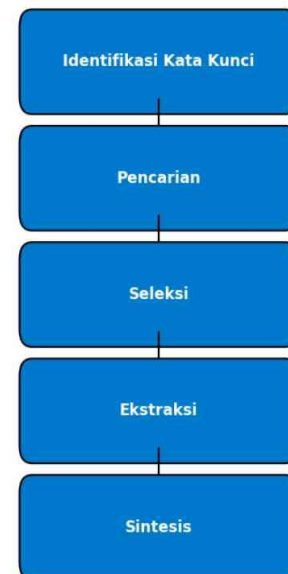 Identifikasi Kata Kunci
Pencarian
Seleksi
Ekstraksi
Sintesis